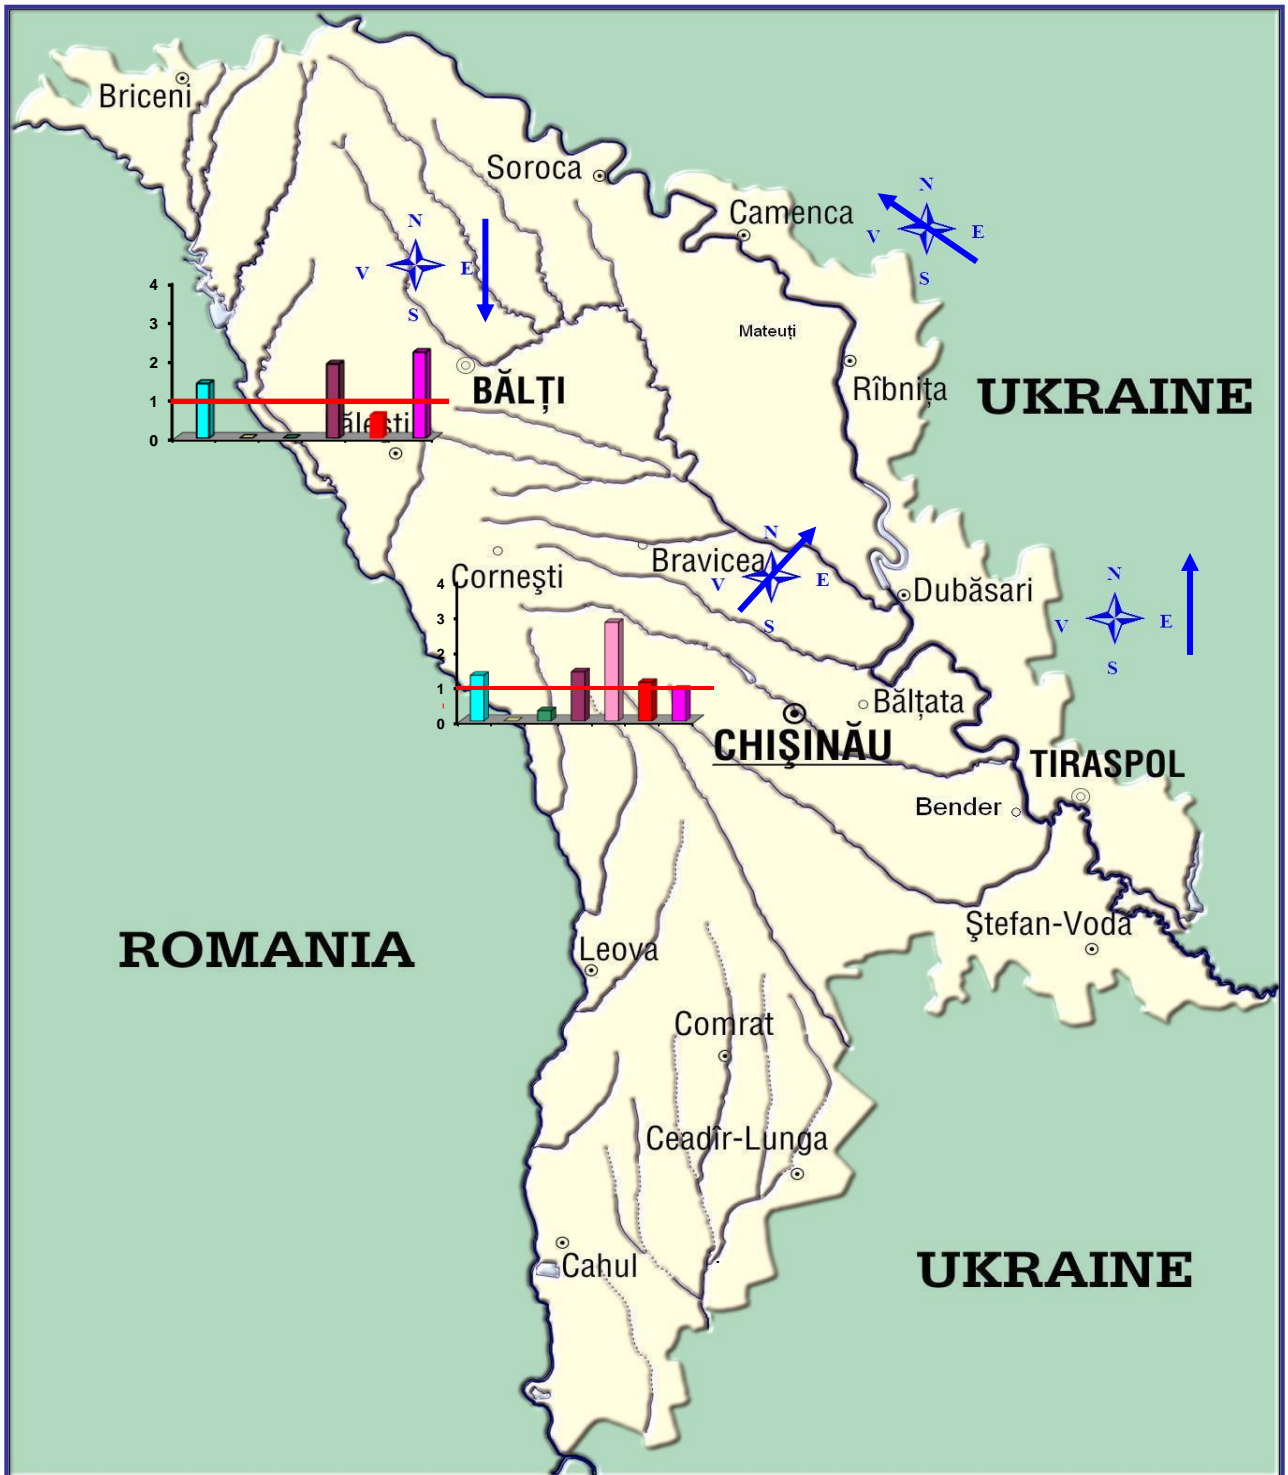 Briceni
Soroca
Camenca
N
V
E
S
N
V
E
S
4
3
2
1
0
Mateuți
Rîbnița
UKRAINE
BĂLȚI
ălești
N
V
E
S
Bravicea
Cornești
Dubăsari
N
V
E
S
4
3
2
1
0
Bălțata
CHIȘINĂU
TIRASPOL
Bender
Ștefan-Vodă
ROMANIA
Leova
Comrat
Ceadîr-Lunga
Cahul
UKRAINE